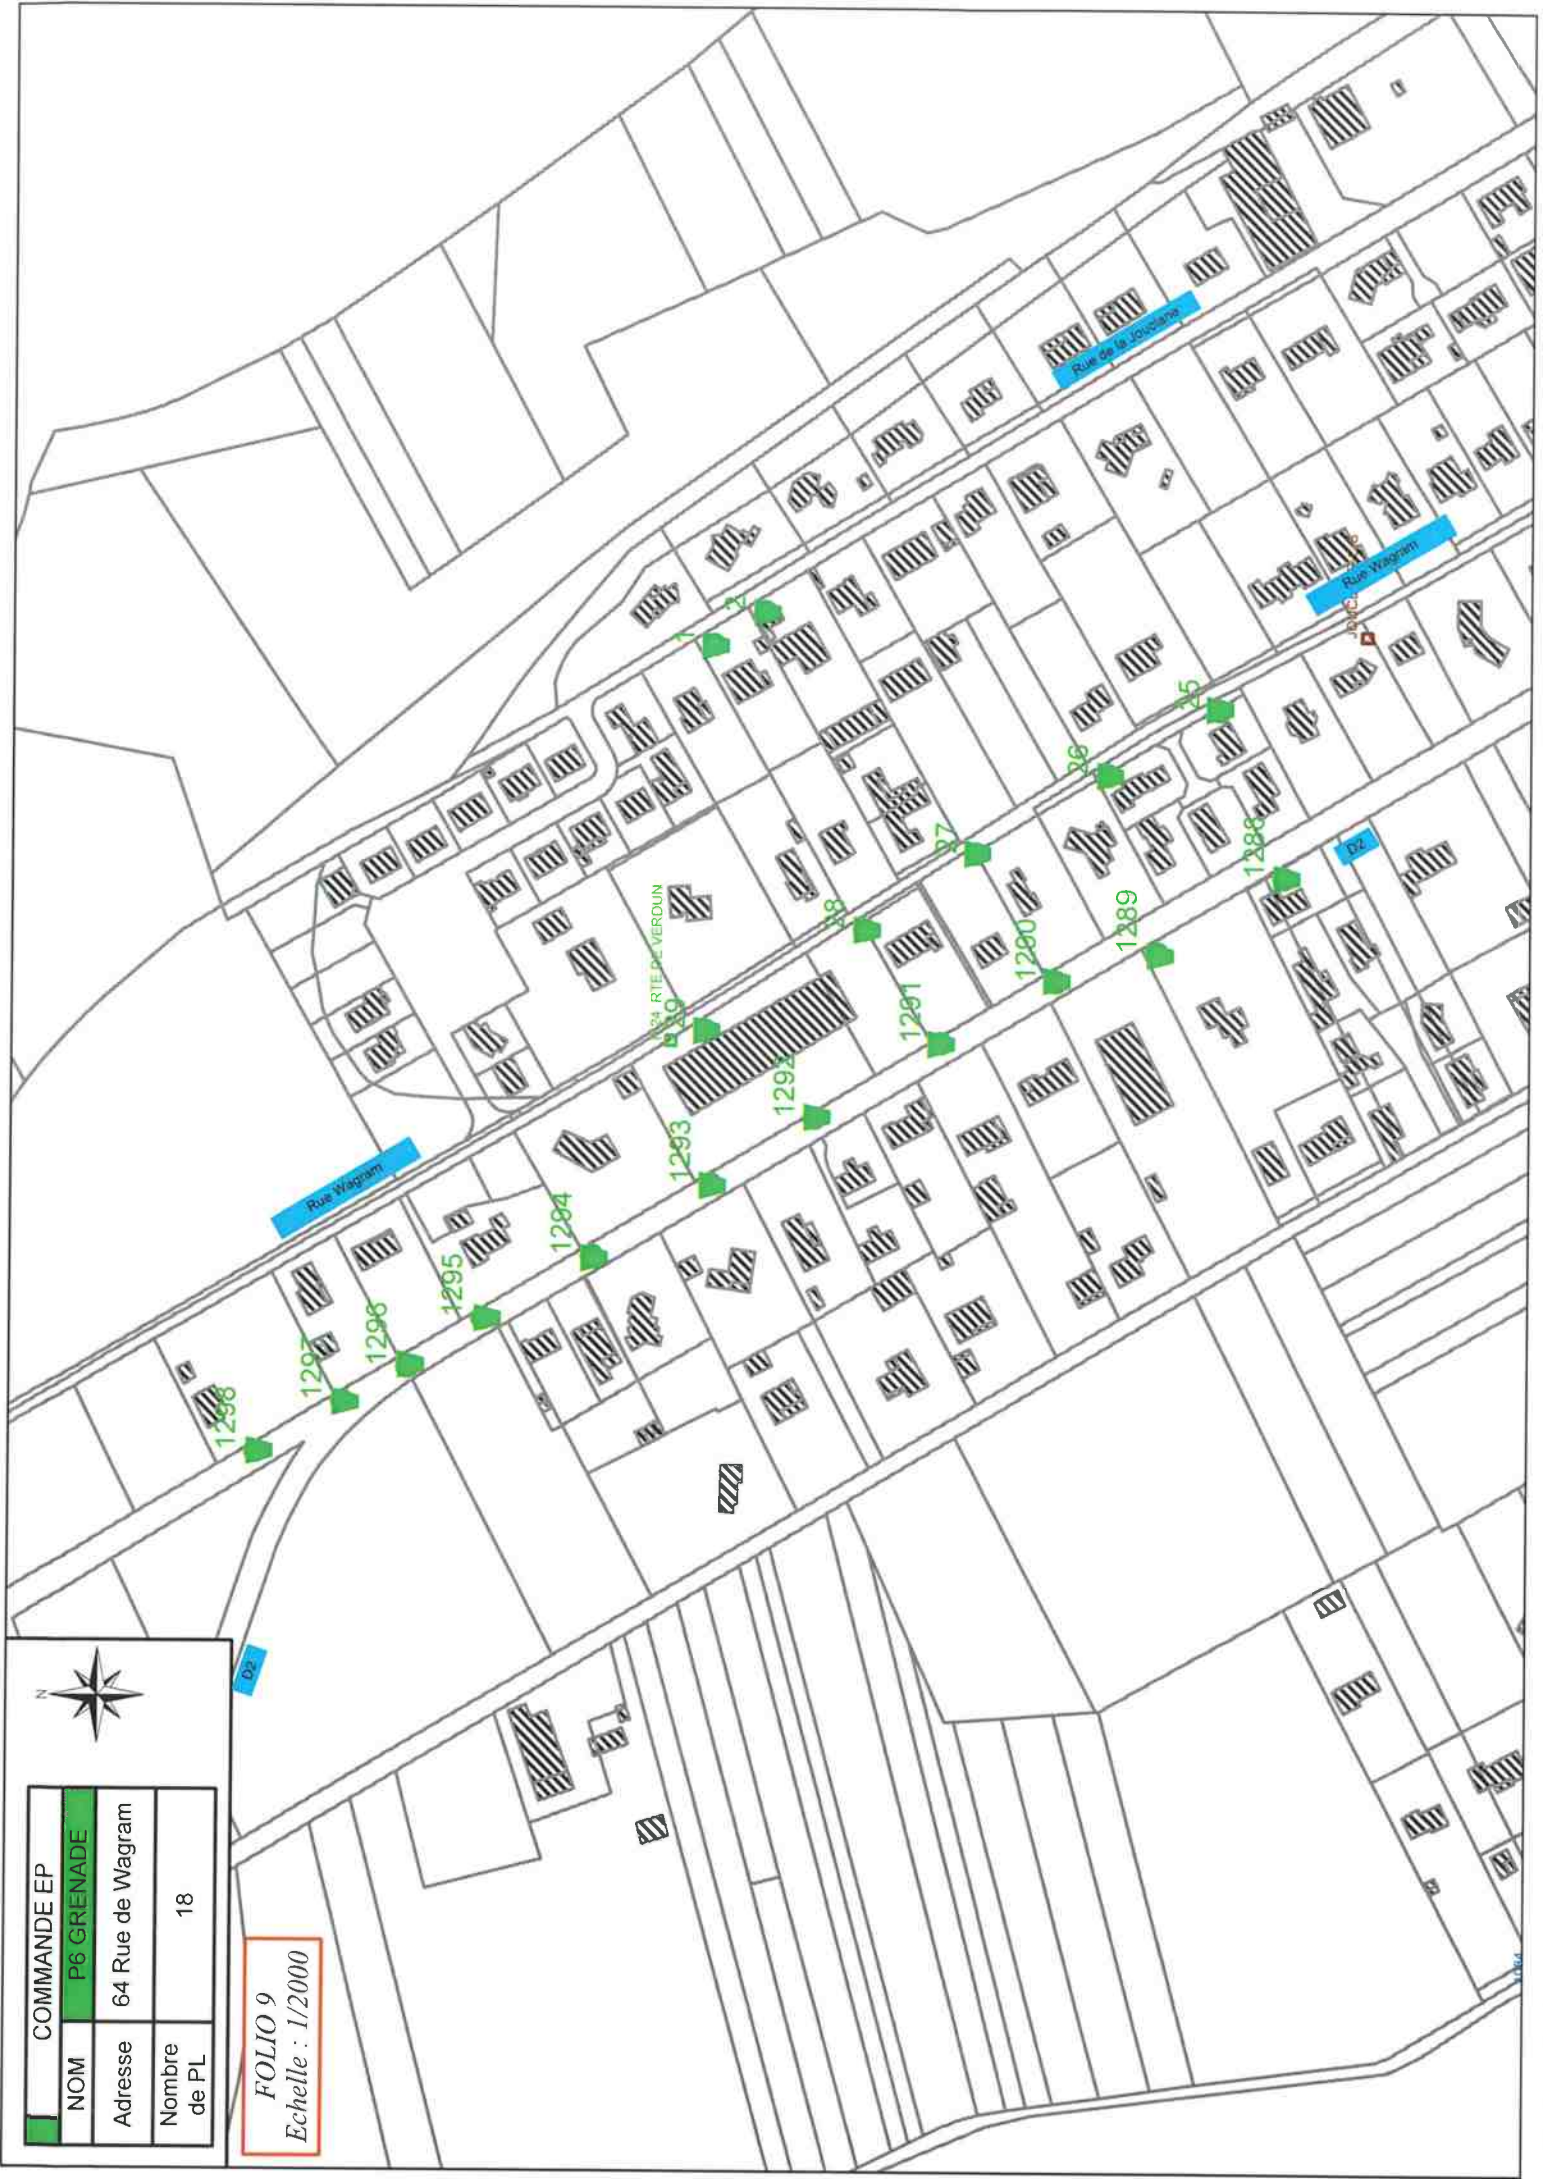 COMMANDE EP
NOM P6 GRENADE
Adresse 64 Rue de Wagram
Nombre de PL 18
N
FOLIO 9
Echelle : 1/2000
D2
Rue Wagram
1298
1297
1296
1295
1294
1293
1292
1291
1290
1289
1288
D2
RTE DE VERDUN
29
28
27
26
25
1
2
Rue de la Jouclane
Rue Wagram